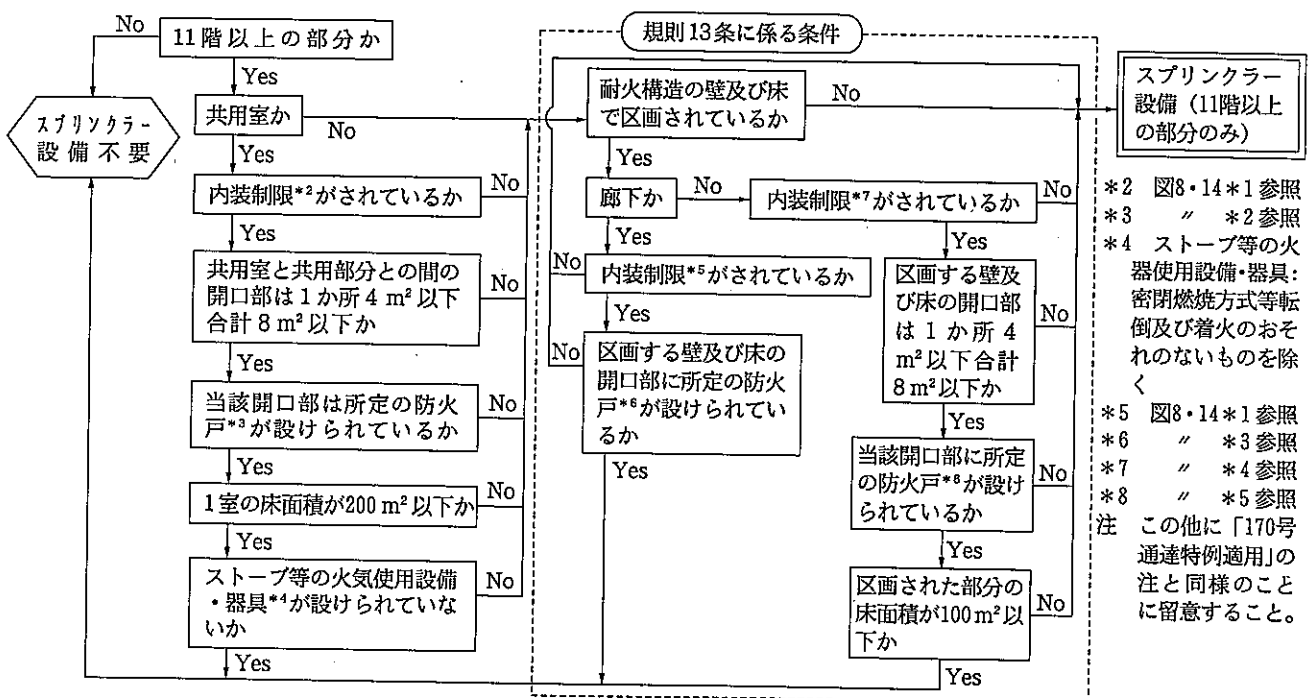 No
11階以上の部分か
Yes
スプリンクラー
設備不要
共用室か
No
Yes
内装制限*2がされているか
No
Yes
共用室と共用部分との間の
開口部は1か所4m²以下
合計8m²以下か
No
Yes
当該開口部は所定の防火
戸*3が設けられているか
No
Yes
1室の床面積が200m²以下か
No
Yes
ストーブ等の火気使用設備
・器具*4が設けられていな
いか
No
Yes
規則13条に係る条件
耐火構造の壁及び床
で区画されているか
No
Yes
廊下か
No
Yes
内装制限*5がされているか
No
Yes
区画する壁及び床の
開口部に所定の防火
戸*6が設けられてい
るか
No
Yes
内装制限*7がされているか
No
Yes
区画する壁及
び床の開口部
は1か所4
m²以下合計
8m²以下か
No
Yes
当該開口部に所定
の防火戸*8が設け
られているか
No
Yes
区画された部分の
床面積が100m²以
下か
No
Yes
スプリンクラー
設備（11階以上
の部分のみ）
*2 図8・14*1参照
*3 〃 *2参照
*4 ストーブ等の火
器使用設備・器具:
密閉燃焼方式等転
倒及び着火のおそ
れのないものを除
く
*5 図8・14*1参照
*6 〃 *3参照
*7 〃 *4参照
*8 〃 *5参照
注 この他に「170号
通達特例適用」の
注と同様のこと
に留意すること。